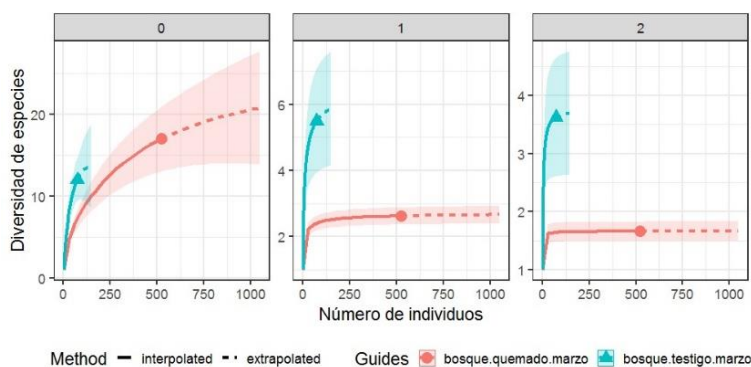 0
1
2
Diversidad de especies
20
10
0
6
4
2
4
3
2
1
0 250 500 750 1000
0 250 500 750 1000
0 250 500 750 1000
Número de individuos
Method interpolated extrapolated Guides bosque.quemado.marzo bosque.testigo.marzo